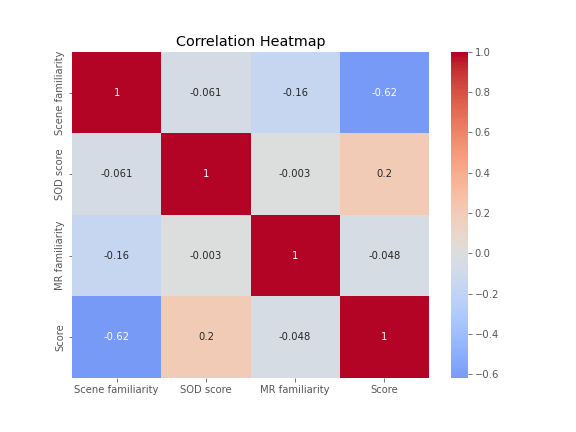 Correlation Heatmap
Scene familiarity
1
-0.061
-0.16
-0.62
SOD score
-0.061
1
-0.003
0.2
MR familiarity
-0.16
-0.003
1
-0.048
Score
-0.62
0.2
-0.048
1
Scene familiarity
SOD score
MR familiarity
Score
1.0
0.8
0.6
0.4
0.2
0.0
−0.2
−0.4
−0.6